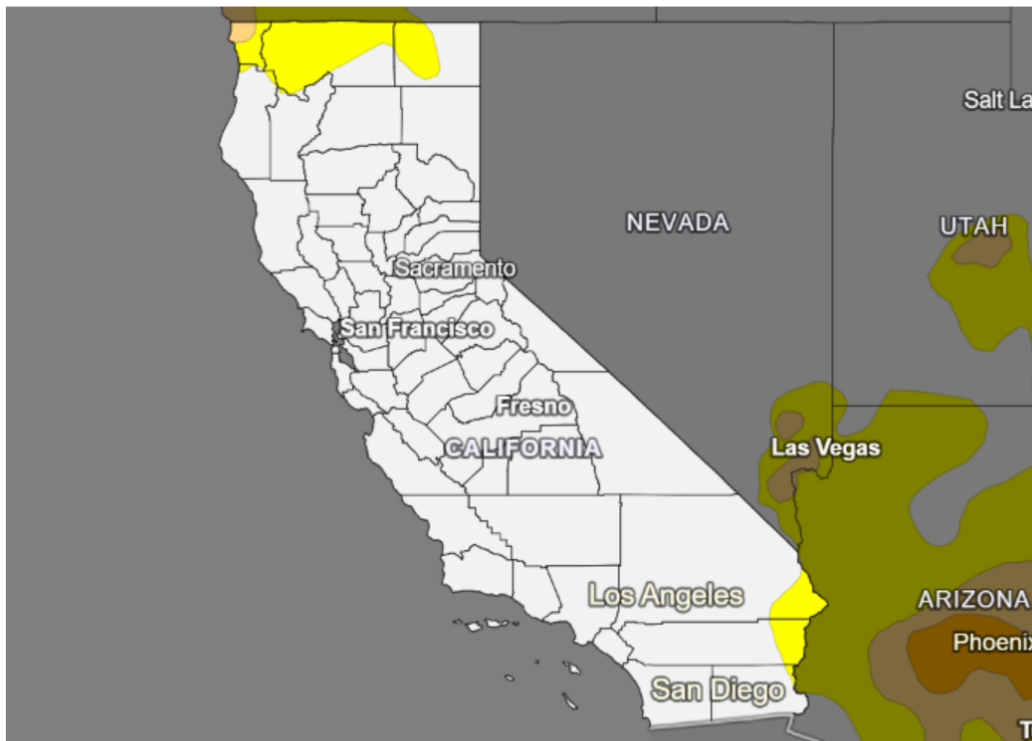 Salt La
NEVADA
UTAH
Sacramento
San Francisco
Fresno
CALIFORNIA
Las Vegas
Los Angeles
ARIZONA
Phoenix
San Diego
T